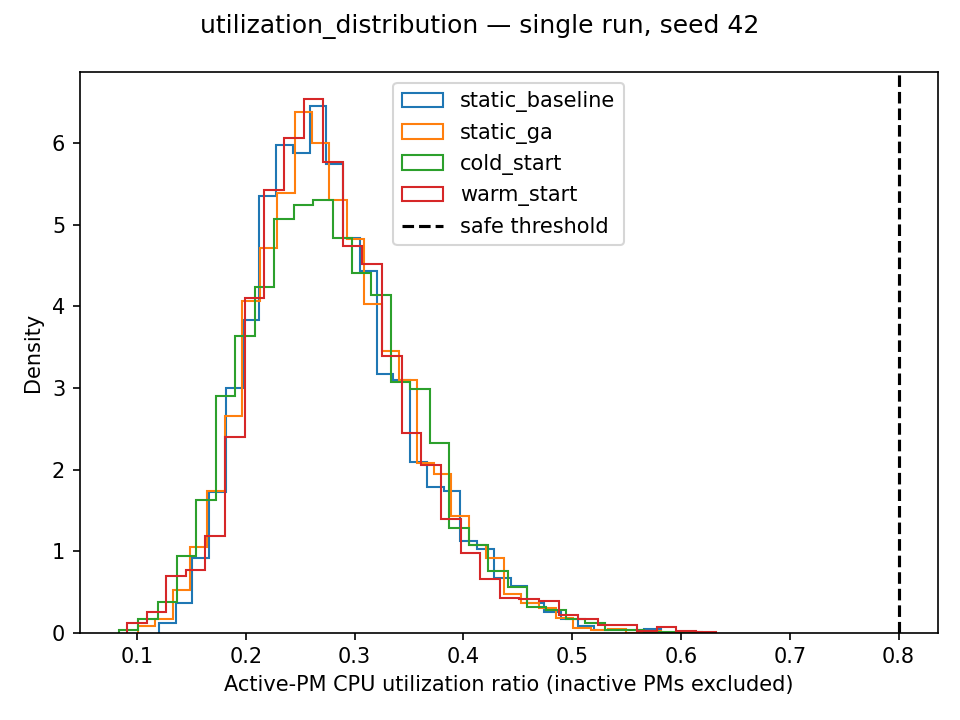 utilization_distribution — single run, seed 42
static_baseline
static_ga
cold_start
warm_start
safe threshold
Density
6
5
4
3
2
1
0
0.1 0.2 0.3 0.4 0.5 0.6 0.7 0.8
Active-PM CPU utilization ratio (inactive PMs excluded)